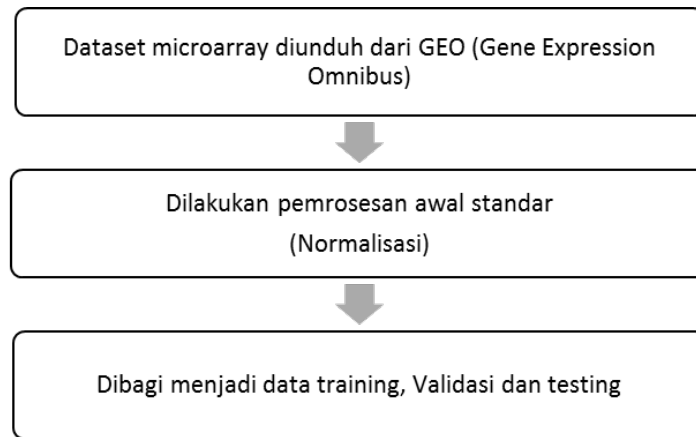 Dataset microarray diunduh dari GEO (Gene Expression
Omnibus)
Dilakukan pemrosesan awal standar
(Normalisasi)
Dibagi menjadi data training, Validasi dan testing